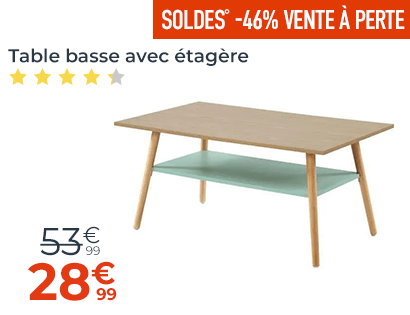 SOLDES° -46% VENTE À PERTE
Table basse avec étagère
53€99
28€99